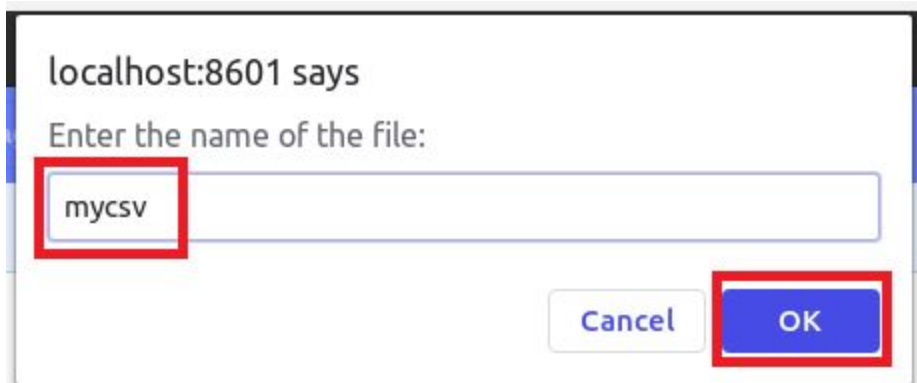 localhost:8601 says
Enter the name of the file:
mycsv
Cancel OK